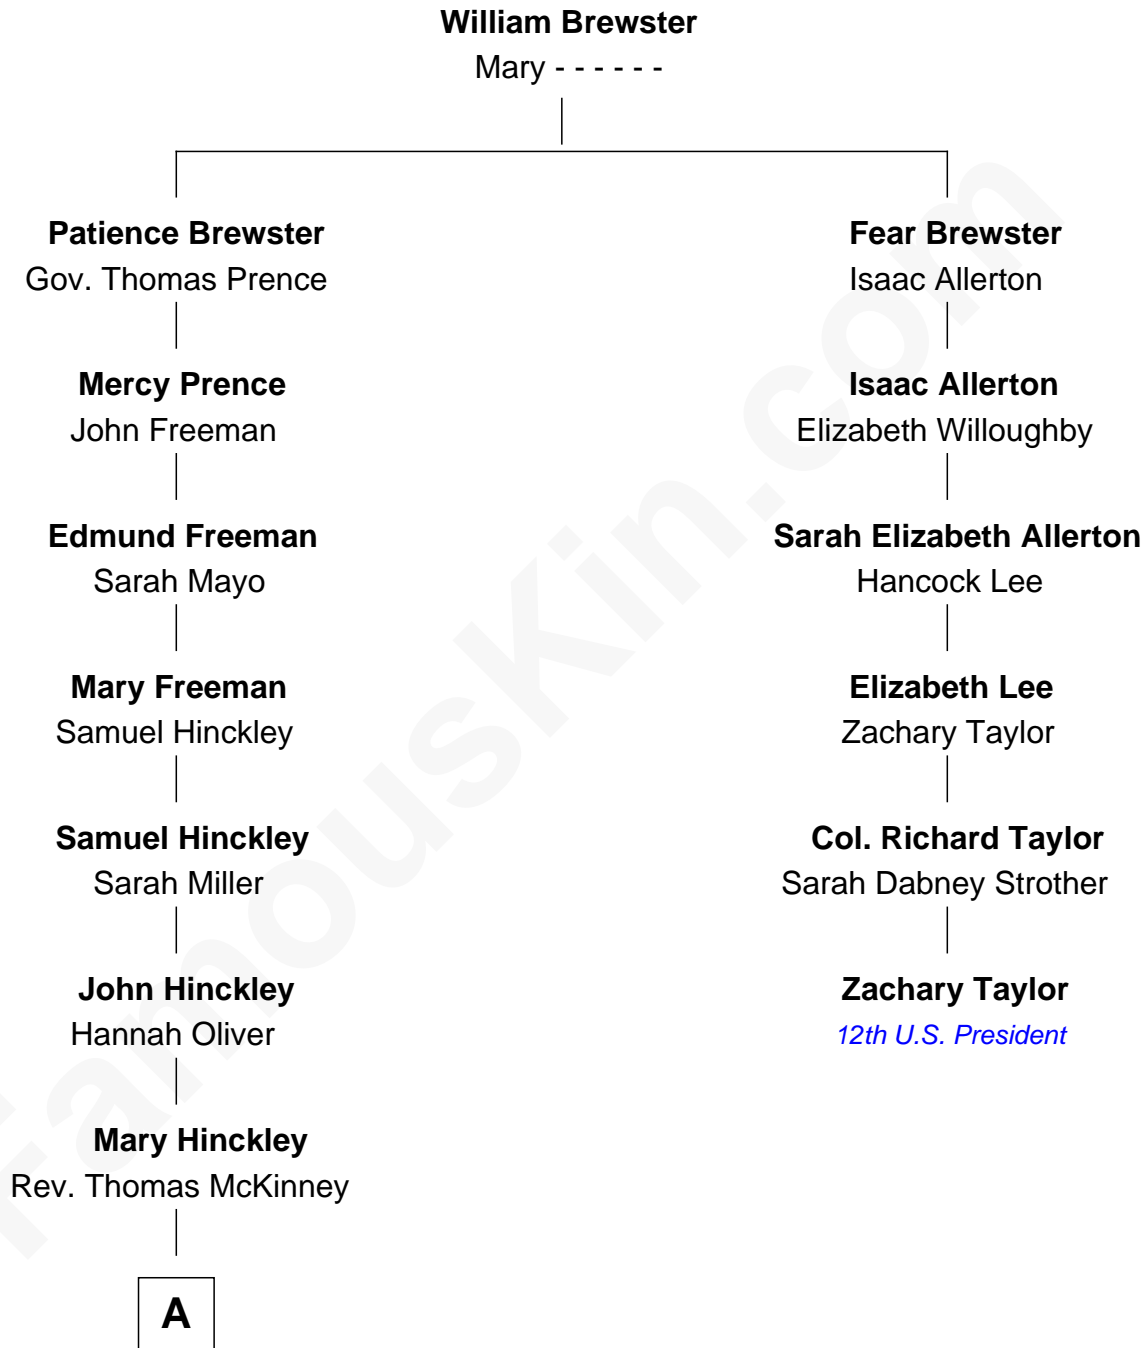 William Brewster
Mary - - - - - -
Patience Brewster
Gov. Thomas Prence
Fear Brewster
Isaac Allerton
Mercy Prence
John Freeman
Isaac Allerton
Elizabeth Willoughby
Edmund Freeman
Sarah Mayo
Sarah Elizabeth Allerton
Hancock Lee
Mary Freeman
Samuel Hinckley
Elizabeth Lee
Zachary Taylor
Samuel Hinckley
Sarah Miller
Col. Richard Taylor
Sarah Dabney Strother
John Hinckley
Hannah Oliver
Zachary Taylor
12th U.S. President
Mary Hinckley
Rev. Thomas McKinney
A
FamousKin.com